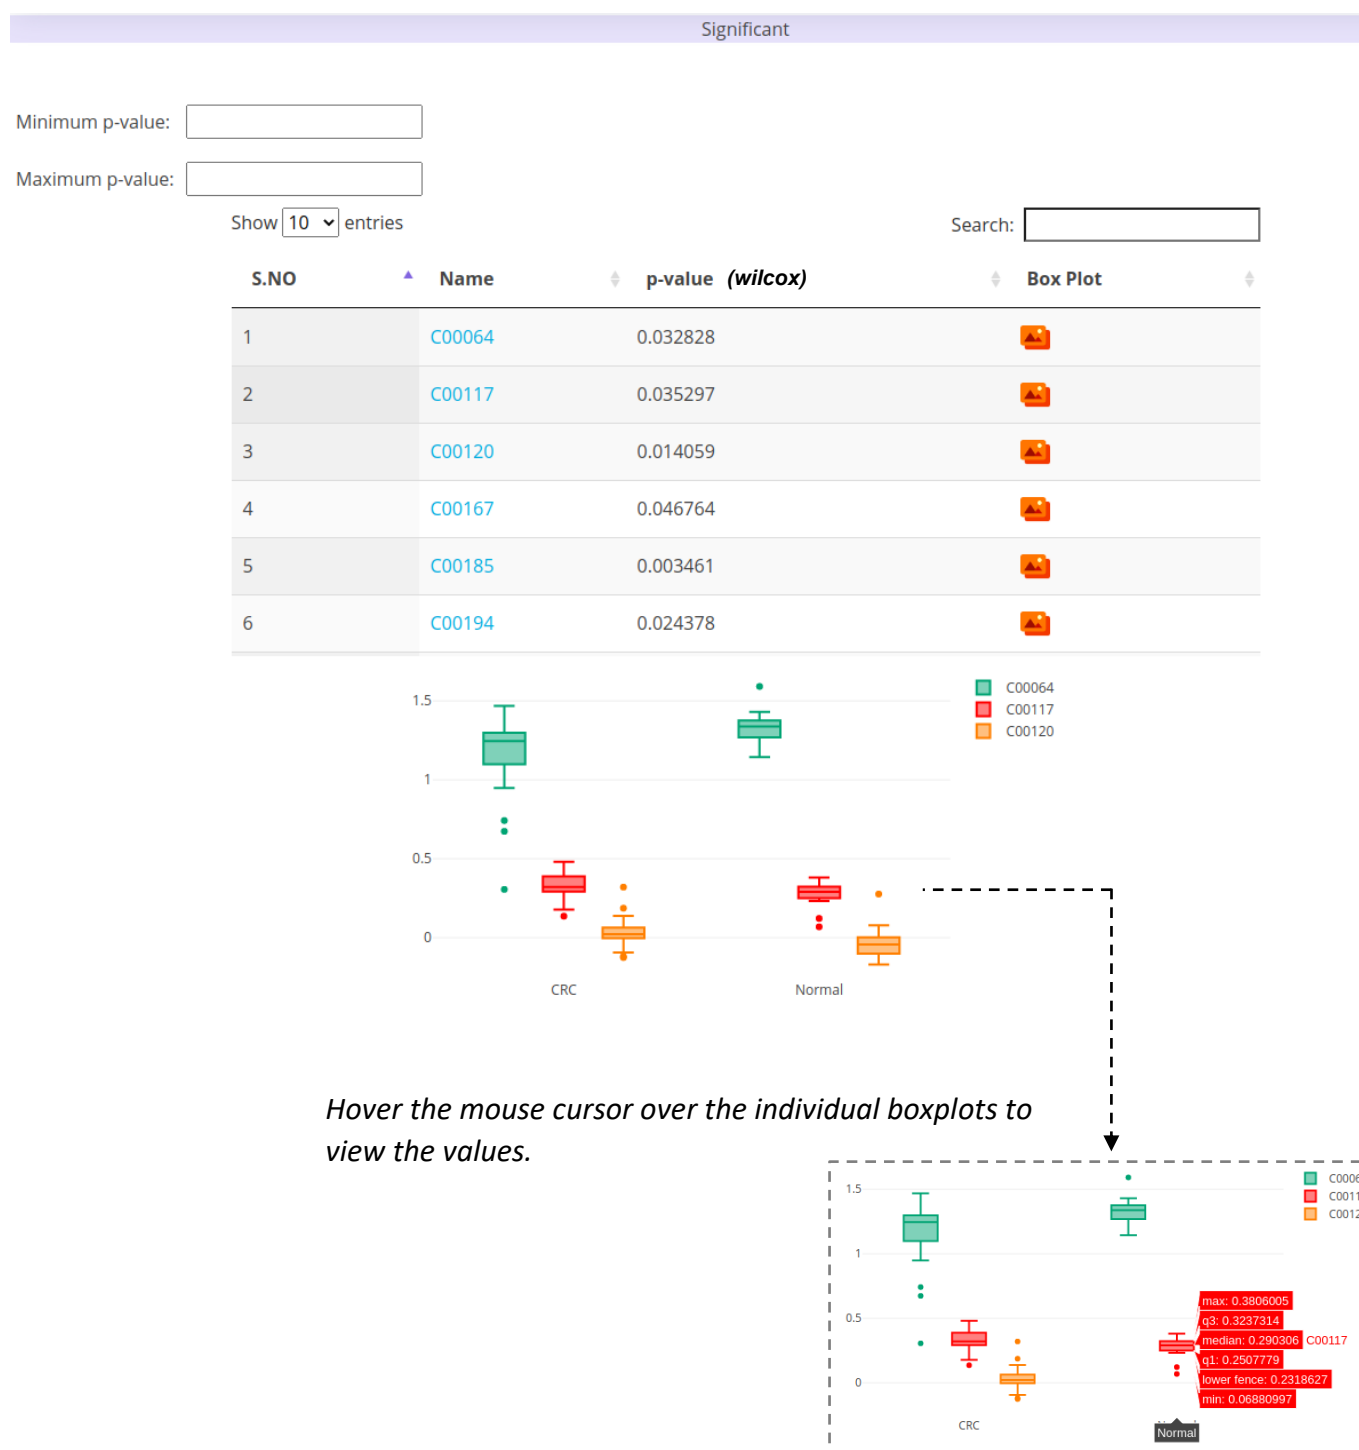 Significant
Minimum p-value:
Maximum p-value:
Show 10 entries
Search:
S.NO Name p-value (wilcox) Box Plot
1 C00064 0.032828
2 C00117 0.035297
3 C00120 0.014059
4 C00167 0.046764
5 C00185 0.003461
6 C00194 0.024378
1.5
1
0.5
0
CRC Normal
C00064
C00117
C00120
Hover the mouse cursor over the individual boxplots to
view the values.
1.5
1
0.5
0
CRC
Normal
C0006
C0011
C0012
max: 0.3806005
q3: 0.3237314
median: 0.290306 C00117
q1: 0.2507779
lower fence: 0.2318627
min: 0.06880997